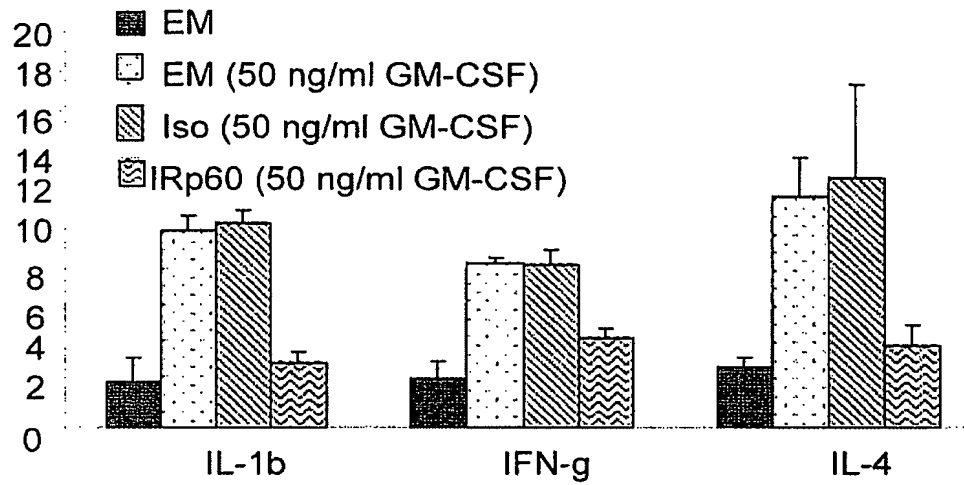 20
18
16
14
12
10
8
6
4
2
0
EM
EM (50 ng/ml GM-CSF)
Iso (50 ng/ml GM-CSF)
IRp60 (50 ng/ml GM-CSF)
IL-1b
IFN-g
IL-4